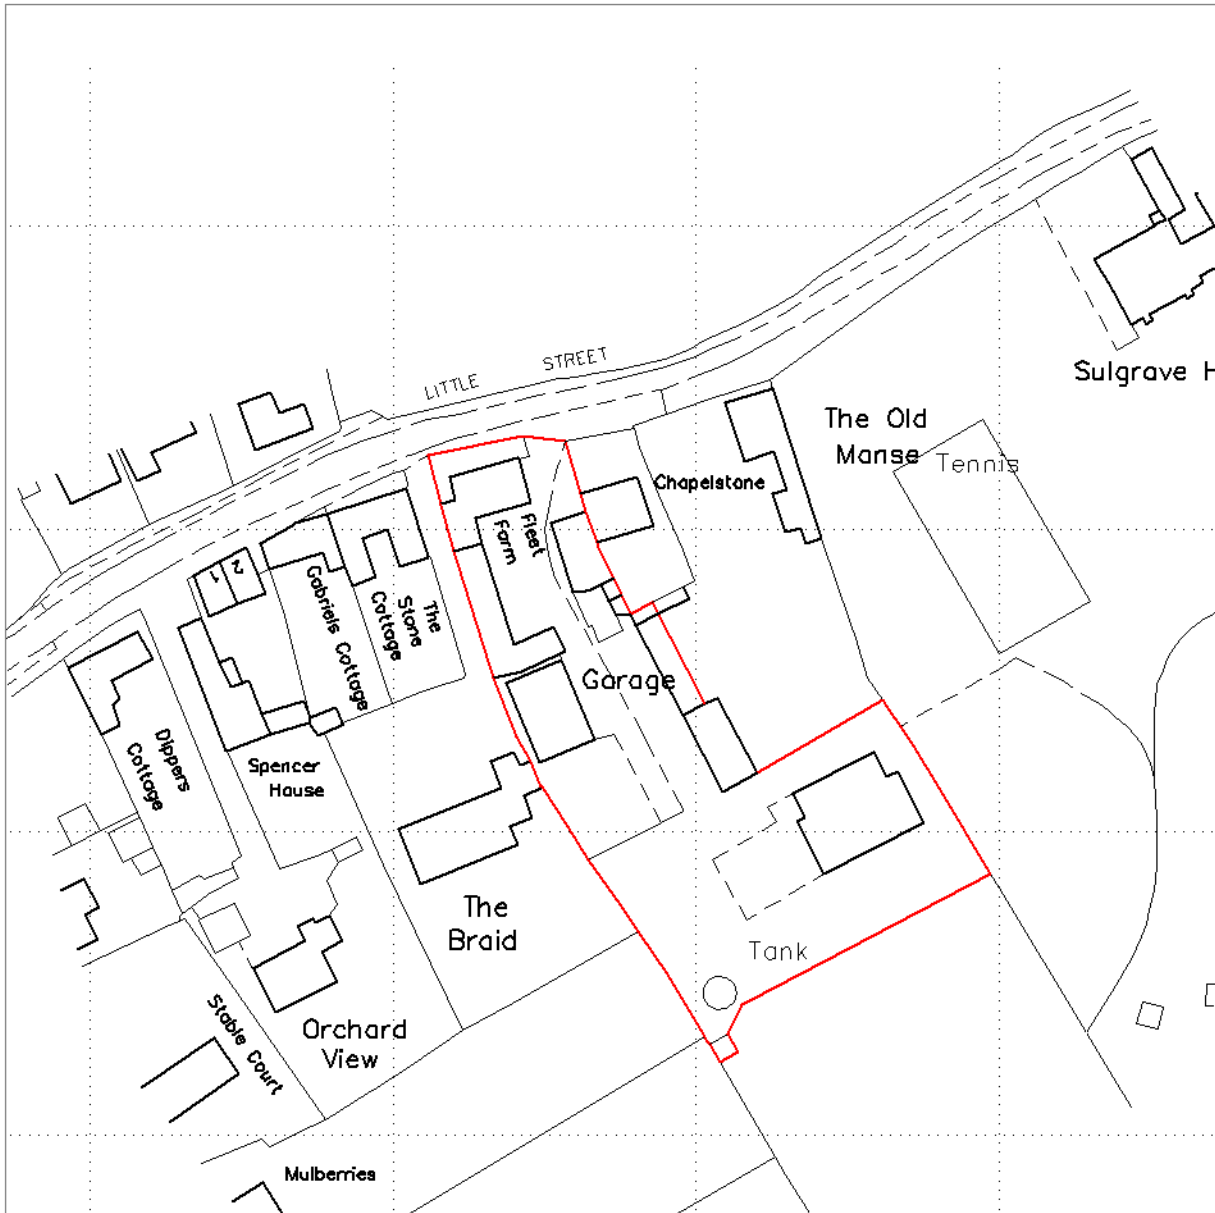 LITTLE STREET
Sulgrave H
The Old
Manse
Tennis
Chapelstone
Fleet
Farm
2
1
Gabriels Cottage
The
Stone
Cottage
Garage
Dippers
Cottage
Spencer
House
The
Braid
Tank
Stable Court
Orchard
View
Mulberries